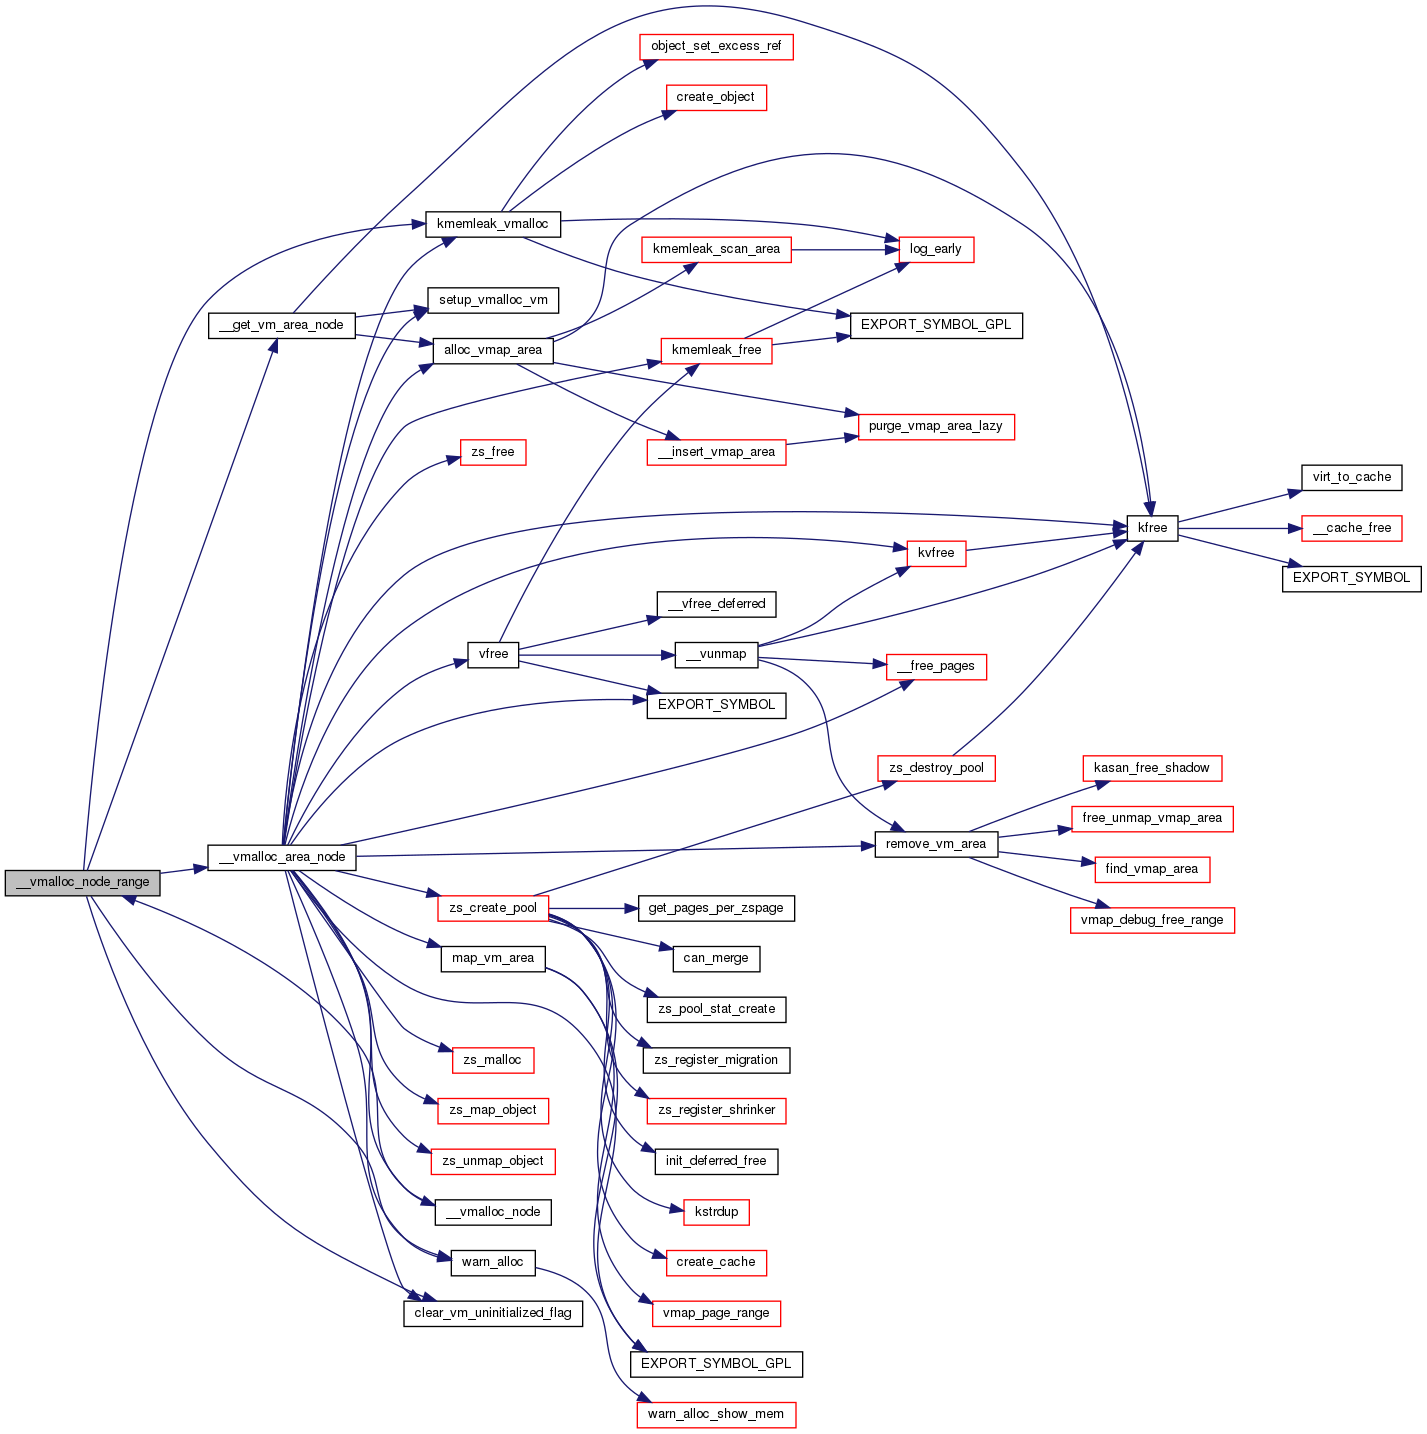 object_set_excess_ref
create_object
kmemleak_vmalloc
kmemleak_scan_area
log_early
setup_vmalloc_vm
__get_vm_area_node
EXPORT_SYMBOL_GPL
alloc_vmap_area
kmemleak_free
purge_vmap_area_lazy
zs_free
__insert_vmap_area
virt_to_cache
kfree
__cache_free
kvfree
EXPORT_SYMBOL
__vfree_deferred
vfree
__vunmap
__free_pages
EXPORT_SYMBOL
zs_destroy_pool
kasan_free_shadow
free_unmap_vmap_area
remove_vm_area
__vmalloc_area_node
find_vmap_area
__vmalloc_node_range
zs_create_pool
get_pages_per_zspage
vmap_debug_free_range
map_vm_area
can_merge
zs_pool_stat_create
zs_malloc
zs_register_migration
zs_map_object
zs_register_shrinker
zs_unmap_object
init_deferred_free
__vmalloc_node
kstrdup
warn_alloc
create_cache
clear_vm_uninitialized_flag
vmap_page_range
EXPORT_SYMBOL_GPL
warn_alloc_show_mem